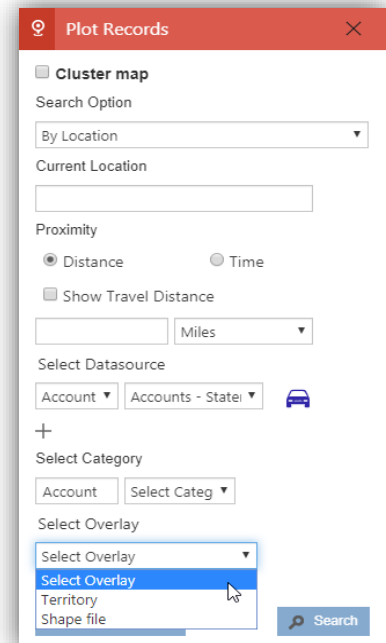 Plot Records
Cluster map
Search Option
By Location
Current Location
Proximity
Distance Time
Show Travel Distance
Miles
Select Datasource
Account Accounts - State
Select Category
Account Select Categ
Select Overlay
Select Overlay
Select Overlay
Territory
Shape file
Search